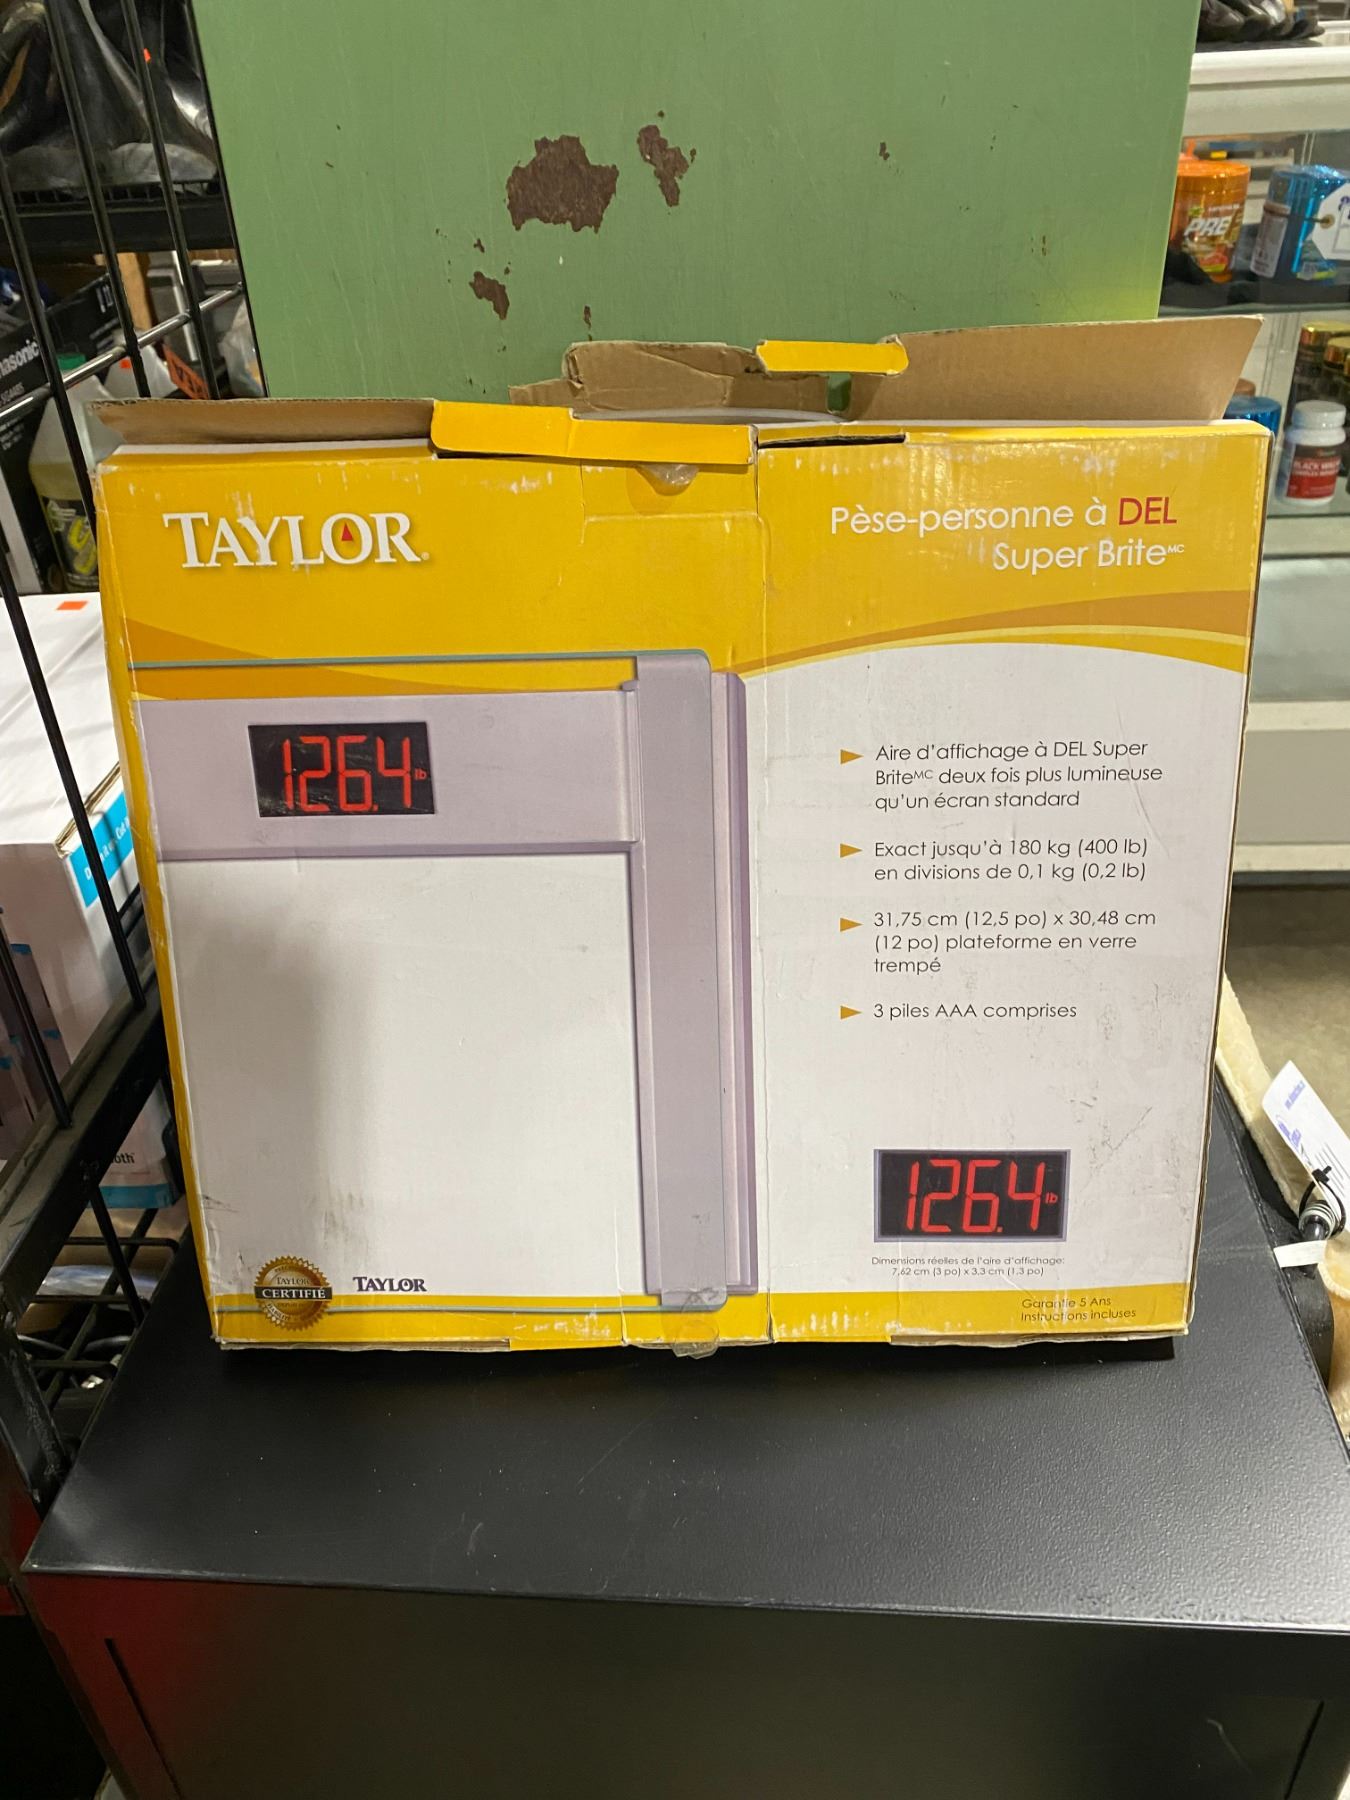 TAYLOR®
Pèse-personne à DEL
Super Brite MC
126.4 lb
Aire d'affichage à DEL Super
Brite MC deux fois plus lumineuse
qu'un écran standard
Exact jusqu'à 180 kg (400 lb)
en divisions de 0,1 kg (0,2 lb)
31,75 cm (12,5 po) x 30,48 cm
(12 po) plateforme en verre
trempé
3 piles AAA comprises
126.4 lb
Dimensions réelles de l'aire d'affichage:
7,62 cm (3 po) x 3,3 cm (1,3 po)
TAYLOR
CERTIFIÉ
TAYLOR
Garantie 5 Ans
Instructions incluses
PRE